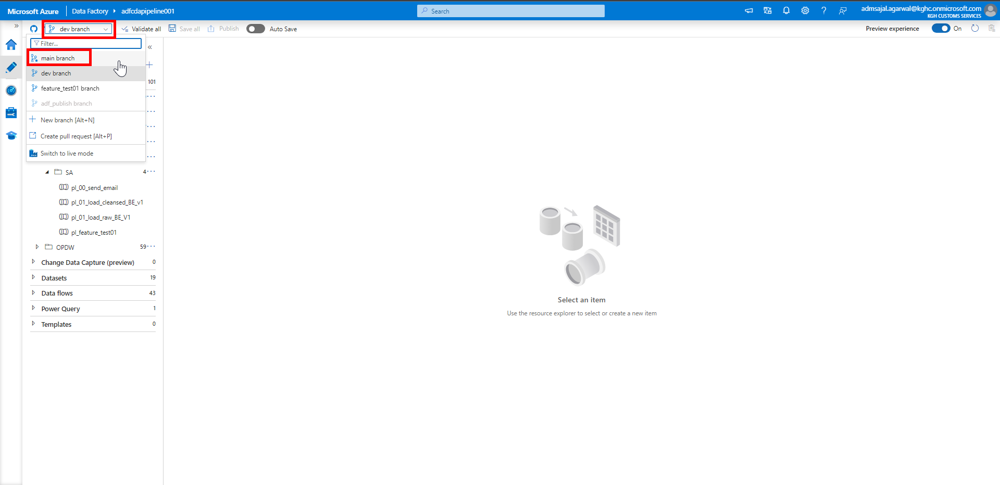 Microsoft Azure Data Factory adfcdapipeline001 Search admsajal.agarwal@kghc.onmicrosoft.com
KGH CUSTOMS SERVICES
» dev branch Validate all Save all Publish Auto Save Preview experience On
Filter... «
main branch
dev branch
101
feature_test01 branch
adf_publish branch
New branch [Alt+N]
Create pull request [Alt+P]
Switch to live mode
SA 4
pl_00_send_email
pl_01_load_cleansed_BE_v1
pl_01_load_raw_BE_V1
pl_feature_test01
OPDW 59
Change Data Capture (preview) 0
Datasets 19
Data flows 43
Power Query 1
Templates 0
Select an item
Use the resource explorer to select or create a new item